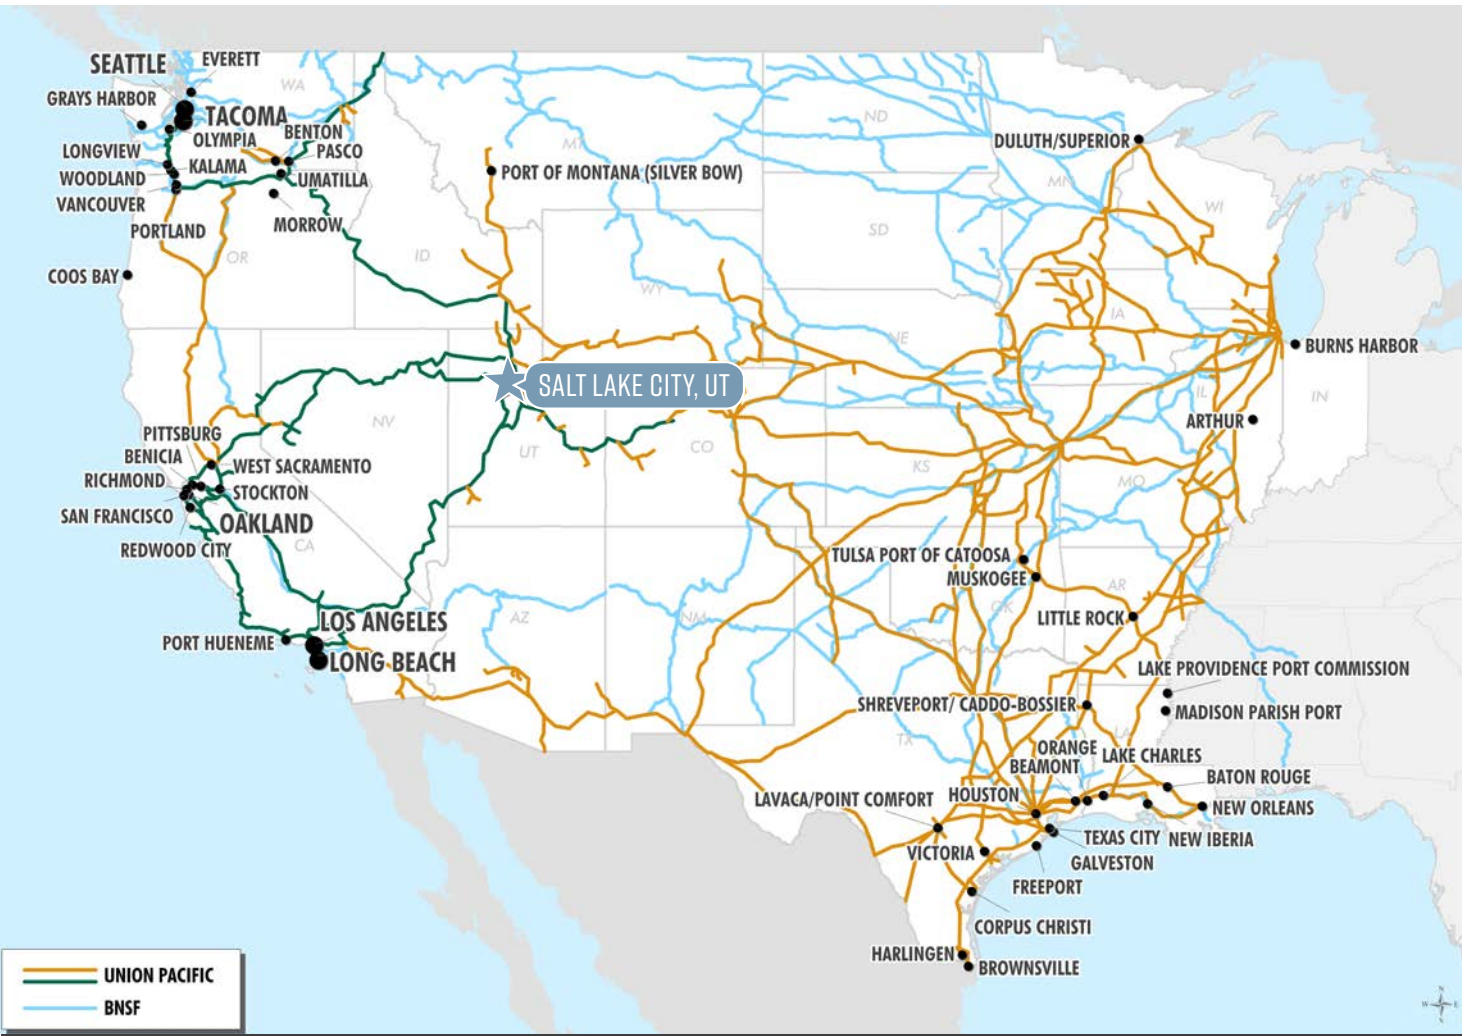 SEATTLE
EVERETT
WA
GRAYS HARBOR
TACOMA
OLYMPIA
BENTON
PASCO
LONGVIEW
KALAMA
WOODLAND
UMATILLA
VANCOUVER
MORROW
PORTLAND
OR
ID
COOS BAY
MT
PORT OF MONTANA (SILVER BOW)
ND
DULUTH/SUPERIOR
MN
WI
SD
WY
IA
NE
BURNS HARBOR
SALT LAKE CITY, UT
IL
IN
ARTHUR
NV
UT
CO
KS
MO
PITTSBURG
BENICIA
WEST SACRAMENTO
RICHMOND
STOCKTON
SAN FRANCISCO
OAKLAND
REDWOOD CITY
CA
TULSA PORT OF CATOOSA
MUSKOGEE
AR
OK
LITTLE ROCK
AZ
NM
LOS ANGELES
PORT HUENEME
LONG BEACH
LAKE PROVIDENCE PORT COMMISSION
SHREVEPORT/ CADDO-BOSSIER
MADISON PARISH PORT
LA
TX
ORANGE
LAKE CHARLES
BEAMONT
BATON ROUGE
LAVACA/POINT COMFORT
HOUSTON
NEW ORLEANS
TEXAS CITY
NEW IBERIA
VICTORIA
GALVESTON
FREEPORT
CORPUS CHRISTI
HARLINGEN
BROWNSVILLE
UNION PACIFIC
BNSF
N
W
E
S